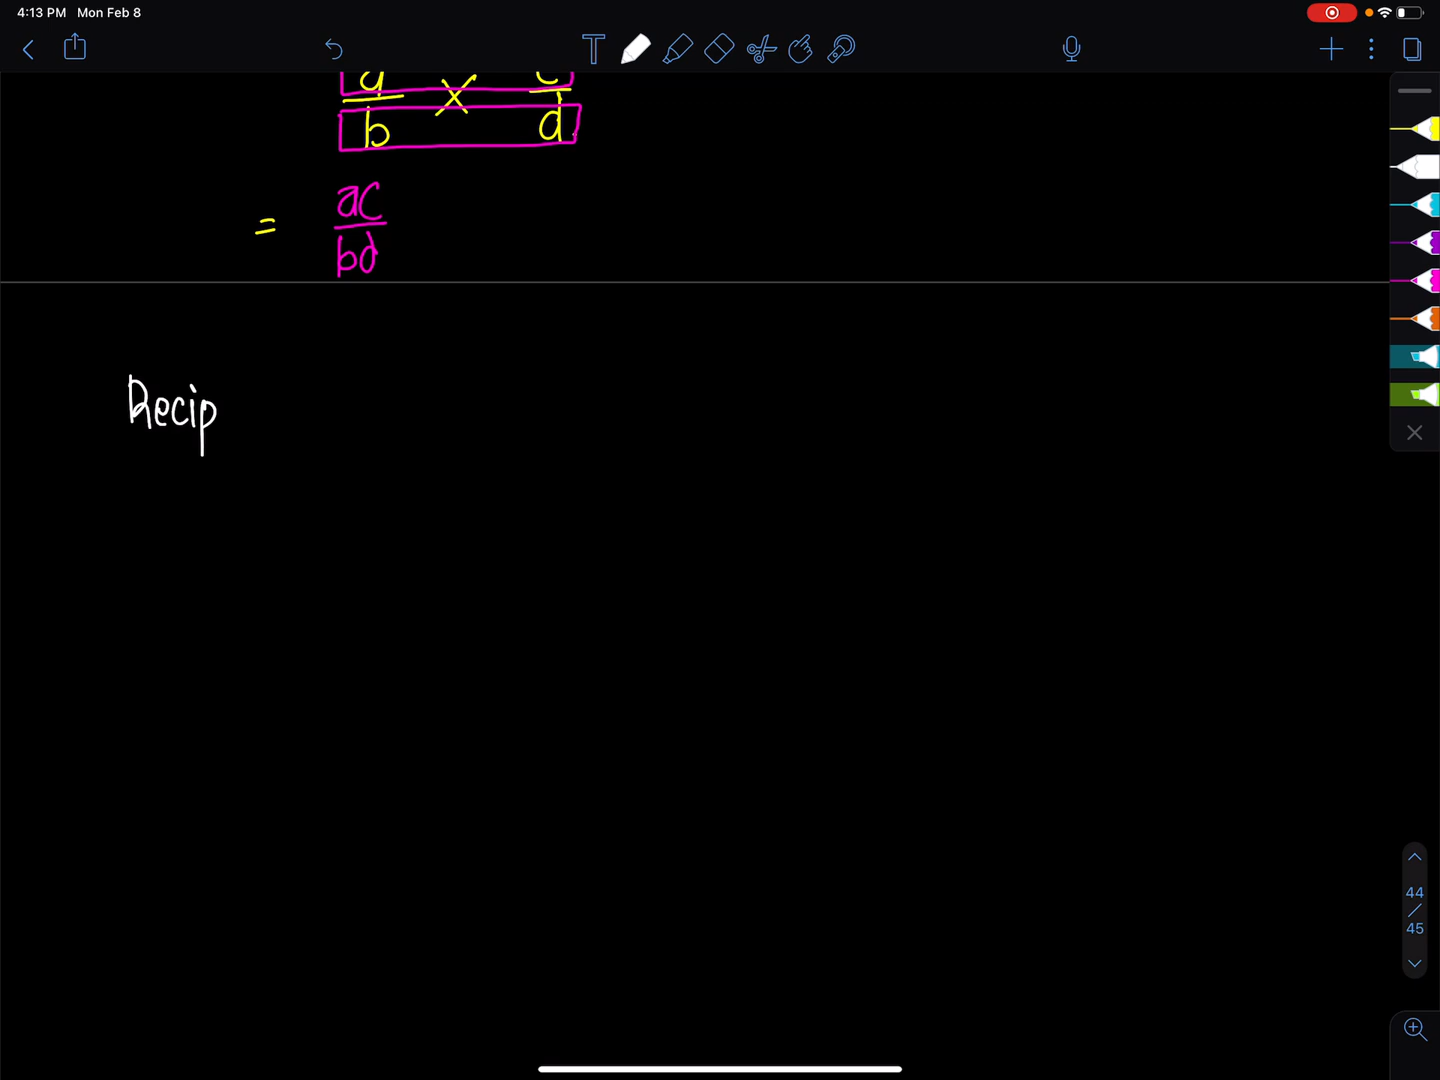 4:13 PM Mon Feb 8
a × c
b d
= ac
bd
Recip
44
/
45